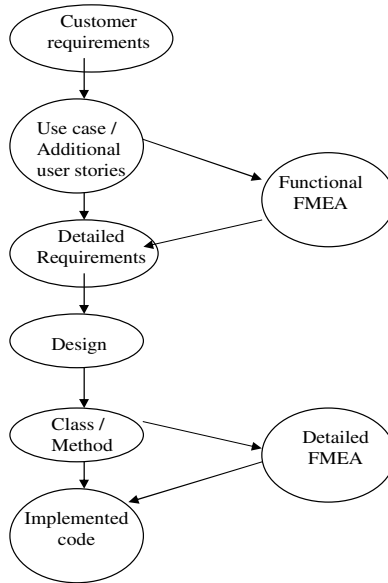 Customer
requirements
Use case /
Additional
user stories
Functional
FMEA
Detailed
Requirements
Design
Class /
Method
Detailed
FMEA
Implemented
code